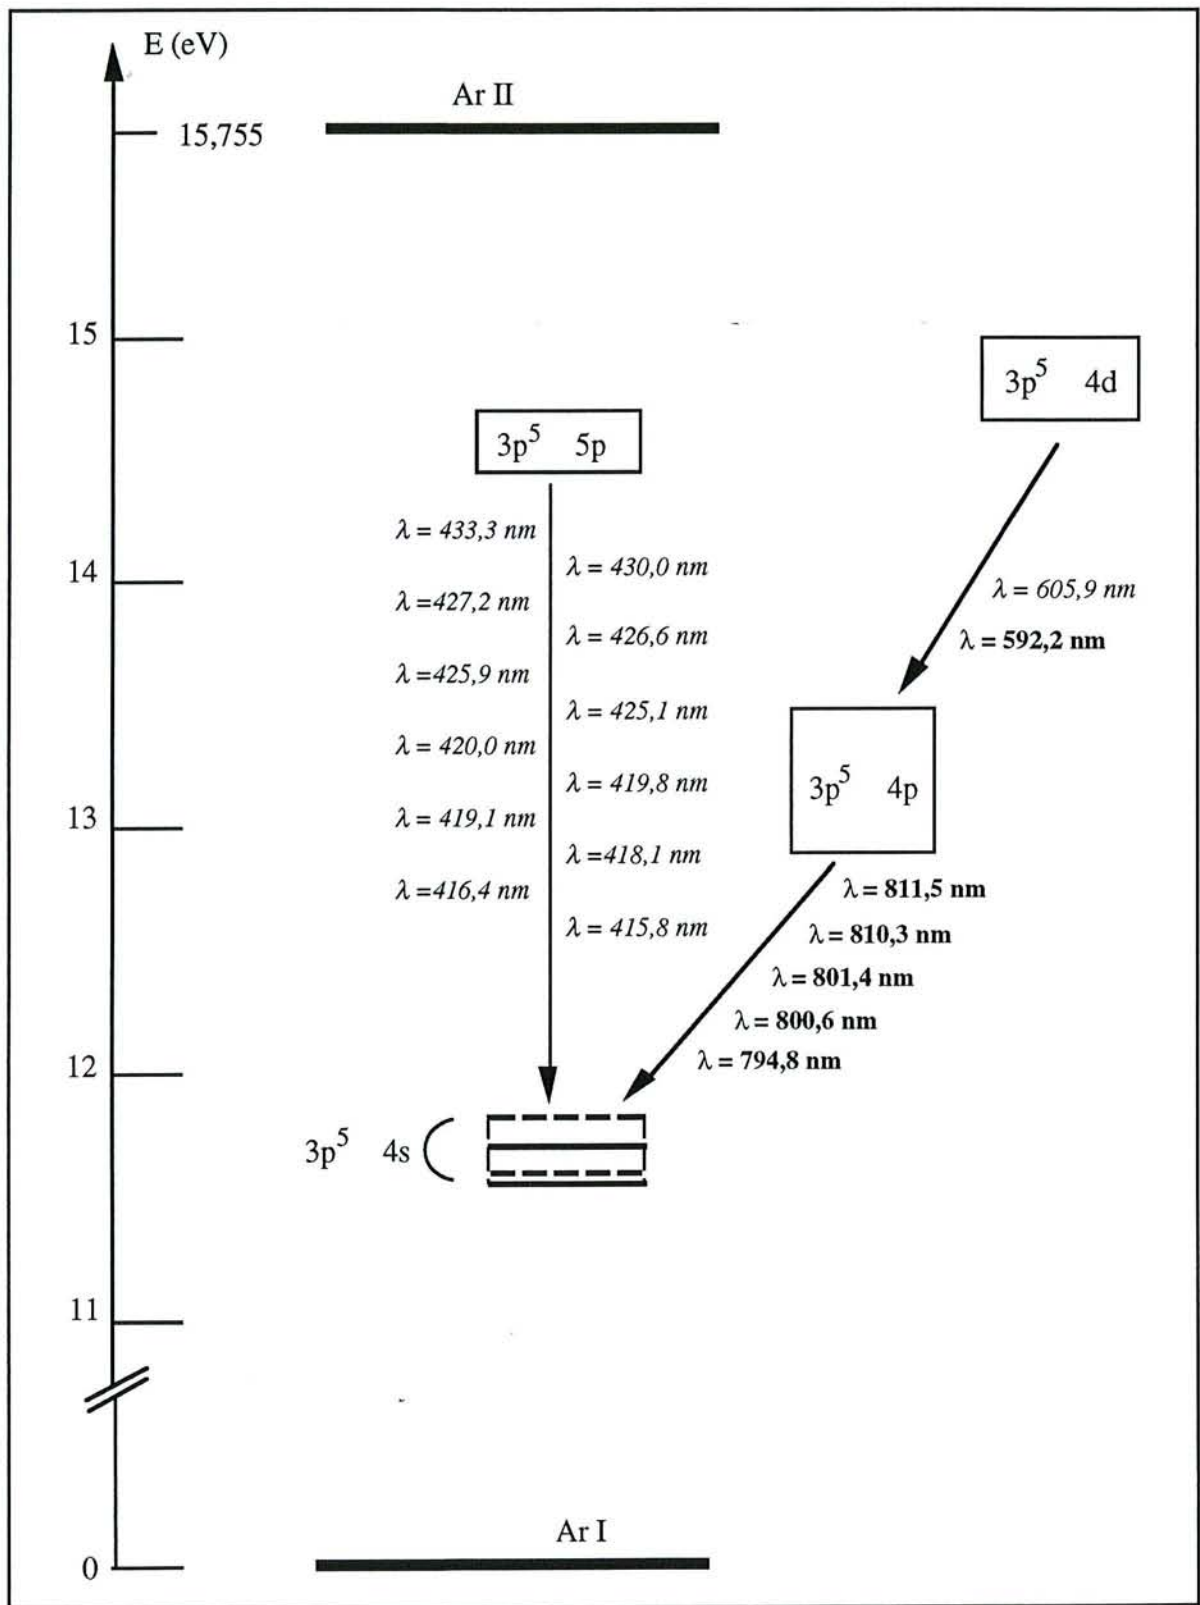 E (eV)
Ar II
15,755
15
3p⁵ 4d
3p⁵ 5p
λ = 433,3 nm
λ = 430,0 nm
14
λ = 605,9 nm
λ =427,2 nm
λ = 426,6 nm
λ = 592,2 nm
λ =425,9 nm
λ = 425,1 nm
λ = 420,0 nm
λ = 419,8 nm
3p⁵ 4p
13
λ = 419,1 nm
λ =418,1 nm
λ =416,4 nm
λ = 811,5 nm
λ = 415,8 nm
λ = 810,3 nm
λ = 801,4 nm
λ = 800,6 nm
12
λ = 794,8 nm
3p⁵ 4s
11
Ar I
0